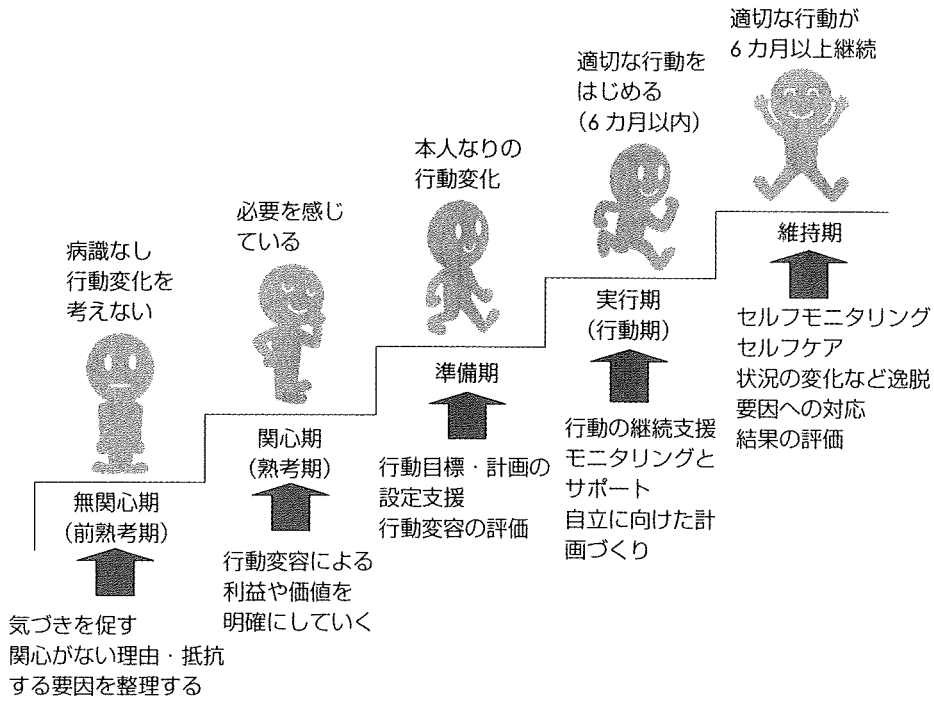 病識なし
行動変化を
考えない
無関心期
(前熟考期)
気づきを促す
関心がない理由・抵抗
する要因を整理する
必要を感じ
ている
関心期
(熟考期)
行動変容による
利益や価値を
明確にしていく
本人なりの
行動変化
準備期
行動目標・計画の
設定支援
行動変容の評価
適切な行動を
はじめる
(6カ月以内)
実行期
(行動期)
行動の継続支援
モニタリングと
サポート
自立に向けた計
画づくり
適切な行動が
6カ月以上継続
維持期
セルフモニタリング
セルフケア
状況の変化など逸脱
要因への対応
結果の評価